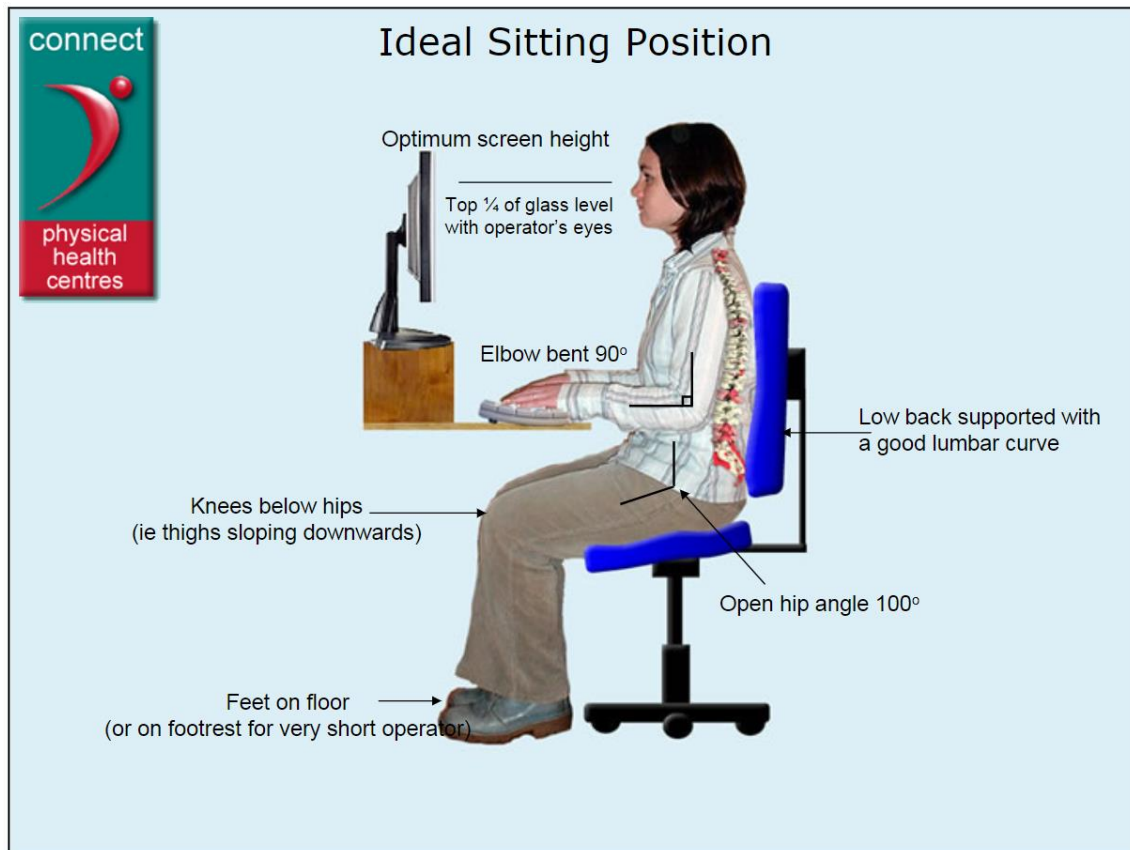 connect
physical
health
centres
Ideal Sitting Position
Optimum screen height
Top ¼ of glass level
with operator’s eyes
Elbow bent 90º
Low back supported with
a good lumbar curve
Knees below hips
(ie thighs sloping downwards)
Open hip angle 100º
Feet on floor
(or on footrest for very short operator)